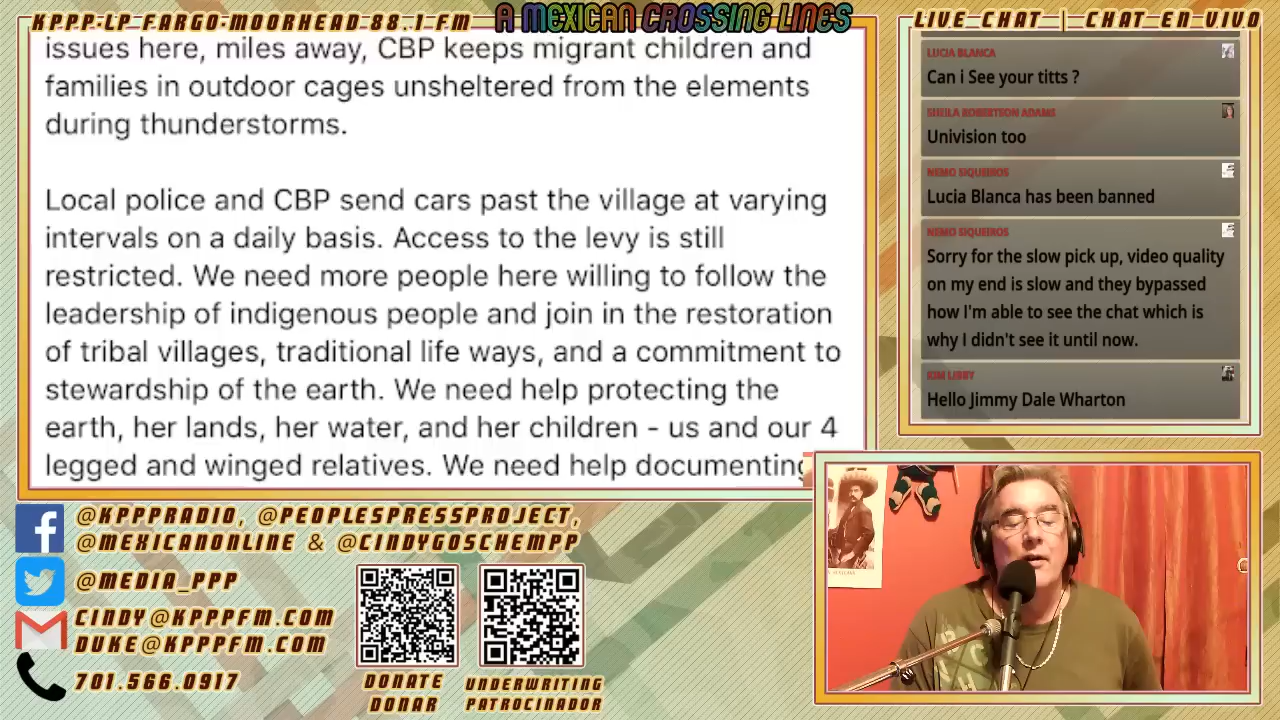 KPPP-LP FARGO-MOORHEAD 88.1 FM
A MEXICAN CROSSING LINES
issues here, miles away, CBP keeps migrant children and
families in outdoor cages unsheltered from the elements
during thunderstorms.
Local police and CBP send cars past the village at varying
intervals on a daily basis. Access to the levy is still
restricted. We need more people here willing to follow the
leadership of indigenous people and join in the restoration
of tribal villages, traditional life ways, and a commitment to
stewardship of the earth. We need help protecting the
earth, her lands, her water, and her children - us and our 4
legged and winged relatives. We need help documenting
LIVE CHAT | CHAT EN VIVO
LUCIA BLANCA
Can i See your titts ?
SHEILA ROBERTSON ADAMS
Univision too
NEMO SIQUEIROS
Lucia Blanca has been banned
NEMO SIQUEIROS
Sorry for the slow pick up, video quality
on my end is slow and they bypassed
how I'm able to see the chat which is
why I didn't see it until now.
KIM LIBBY
Hello Jimmy Dale Wharton
@KPPPRADIO, @PEOPLESPRESSPROJECT,
@MEXICANONLINE & @CINDYGOSCHEMPP
@MEDIA_PPP
CINDY@KPPPFM.COM
DUKE@KPPPFM.COM
701.566.0917
DONATE
DONAR
UNDERWRITING
PATROCINADOR